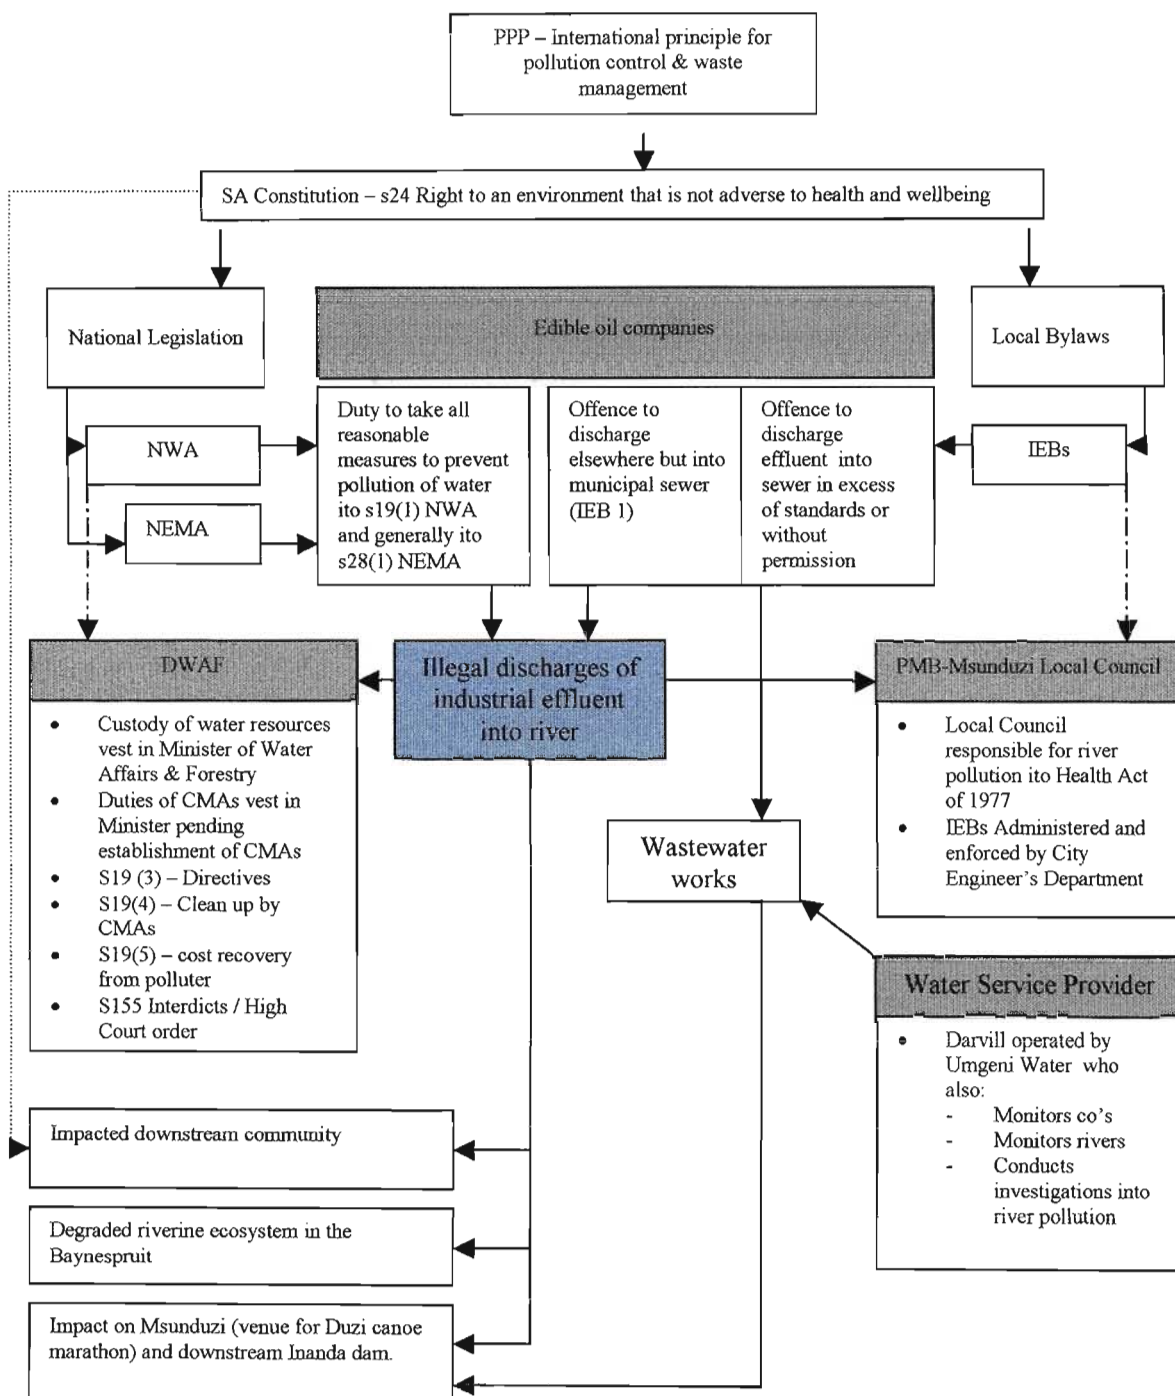 PPP – International principle for
pollution control & waste
management
SA Constitution – s24 Right to an environment that is not adverse to health and wellbeing
National Legislation
Edible oil companies
Local Bylaws
NWA
NEMA
Duty to take all
reasonable
measures to prevent
pollution of water
ito s19(1) NWA
and generally ito
s28(1) NEMA
Offence to
discharge
elsewhere but into
municipal sewer
(IEB 1)
Offence to
discharge
effluent into
sewer in excess
of standards or
without
permission
IEBs
DWAF
• Custody of water resources
vest in Minister of Water
Affairs & Forestry
• Duties of CMAs vest in
Minister pending
establishment of CMAs
• S19 (3) – Directives
• S19(4) – Clean up by
CMAs
• S19(5) – cost recovery
from polluter
• S155 Interdicts / High
Court order
Illegal discharges of
industrial effluent
into river
PMB-Msunduzi Local Council
• Local Council
responsible for river
pollution ito Health Act
of 1977
• IEBs Administered and
enforced by City
Engineer's Department
Wastewater
works
Water Service Provider
• Darvill operated by
Umgeni Water who
also:
- Monitors co's
- Monitors rivers
- Conducts
investigations into
river pollution
Impacted downstream community
Degraded riverine ecosystem in the
Baynespruit
Impact on Msunduzi (venue for Duzi canoe
marathon) and downstream Inanda dam.